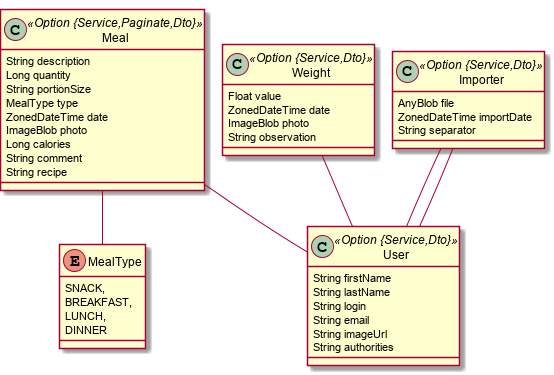 C «Option {Service,Paginate,Dto}»
Meal
String description
Long quantity
String portionSize
MealType type
ZonedDateTime date
ImageBlob photo
Long calories
String comment
String recipe
C «Option {Service,Dto}»
Weight
Float value
ZonedDateTime date
ImageBlob photo
String observation
C «Option {Service,Dto}»
Importer
AnyBlob file
ZonedDateTime importDate
String separator
E MealType
SNACK,
BREAKFAST,
LUNCH,
DINNER
C «Option {Service,Dto}»
User
String firstName
String lastName
String login
String email
String imageUrl
String authorities